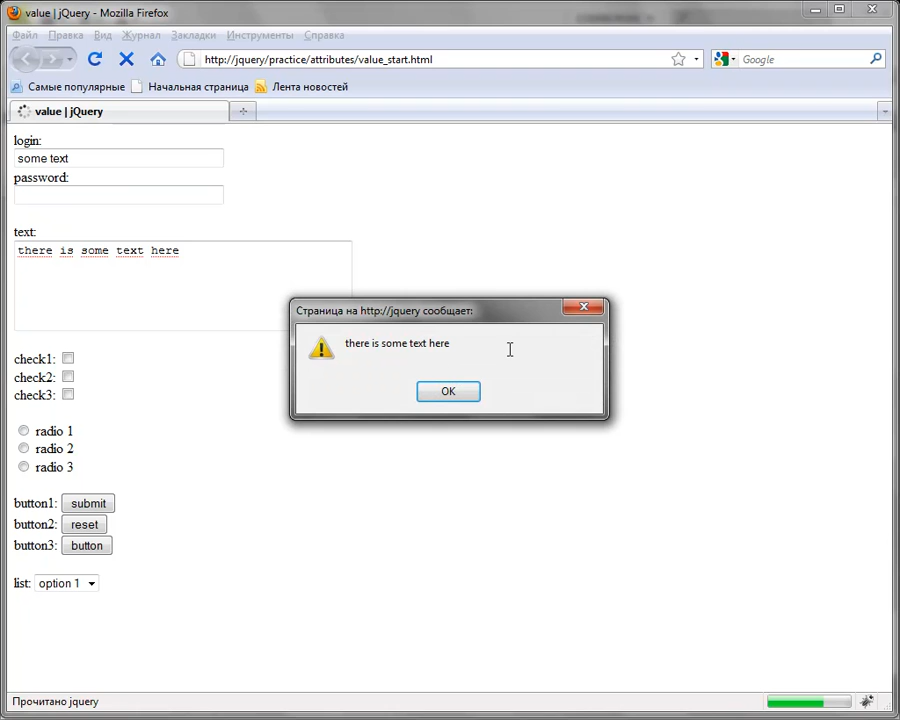 value | jQuery - Mozilla Firefox
Файл Правка Вид Журнал Закладки Инструменты Справка
http://jquery/practice/attributes/value_start.html
Google
Самые популярные Начальная страница Лента новостей
value | jQuery
login:
some text
password:
text:
there is some text here
Страница на http://jquery сообщает:
there is some text here
OK
check1:
check2:
check3:
radio 1
radio 2
radio 3
button1: submit
button2: reset
button3: button
list: option 1
Прочитано jquery